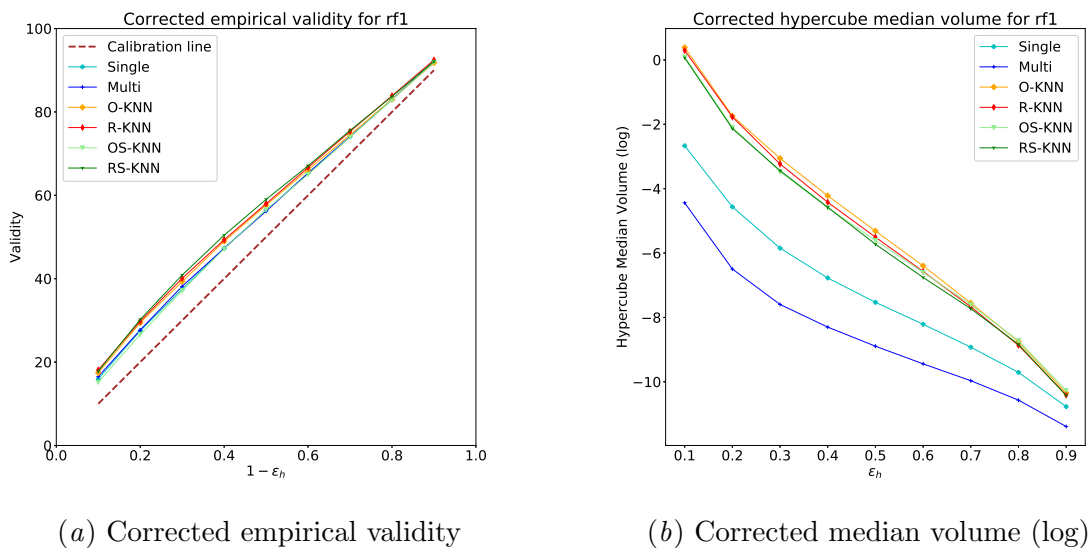 Corrected empirical validity for rf1
100
80
60
40
20
0
Validity
0.0 0.2 0.4 0.6 0.8 1.0
1 − ε_h
Calibration line
Single
Multi
O-KNN
R-KNN
OS-KNN
RS-KNN
(a) Corrected empirical validity
Corrected hypercube median volume for rf1
0
−2
−4
−6
−8
−10
Hypercube Median Volume (log)
0.1 0.2 0.3 0.4 0.5 0.6 0.7 0.8 0.9
ε_h
Single
Multi
O-KNN
R-KNN
OS-KNN
RS-KNN
(b) Corrected median volume (log)